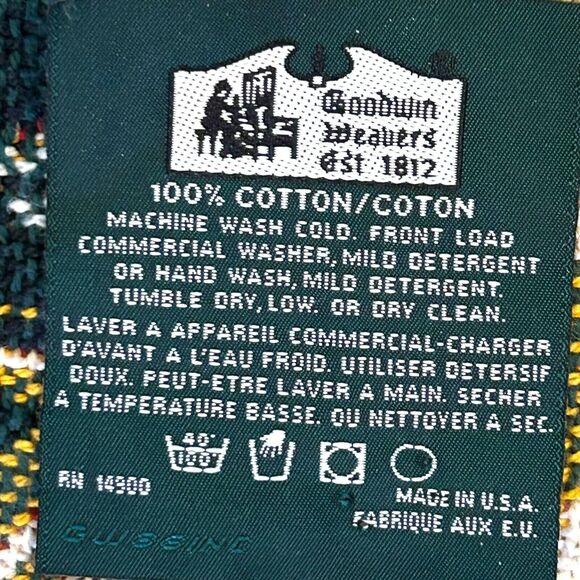 Goodwin
Weavers
Est 1812
100% COTTON/COTON
MACHINE WASH COLD. FRONT LOAD
COMMERCIAL WASHER, MILD DETERGENT
OR HAND WASH, MILD DETERGENT.
TUMBLE DRY, LOW. OR DRY CLEAN.
LAVER A APPAREIL COMMERCIAL-CHARGER
D'AVANT A L'EAU FROID. UTILISER DETERSIF
DOUX. PEUT-ETRE LAVER A MAIN. SECHER
A TEMPERATURE BASSE. OU NETTOYER A SEC.
40°
RN 14900
MADE IN U.S.A.
FABRIQUE AUX E.U.